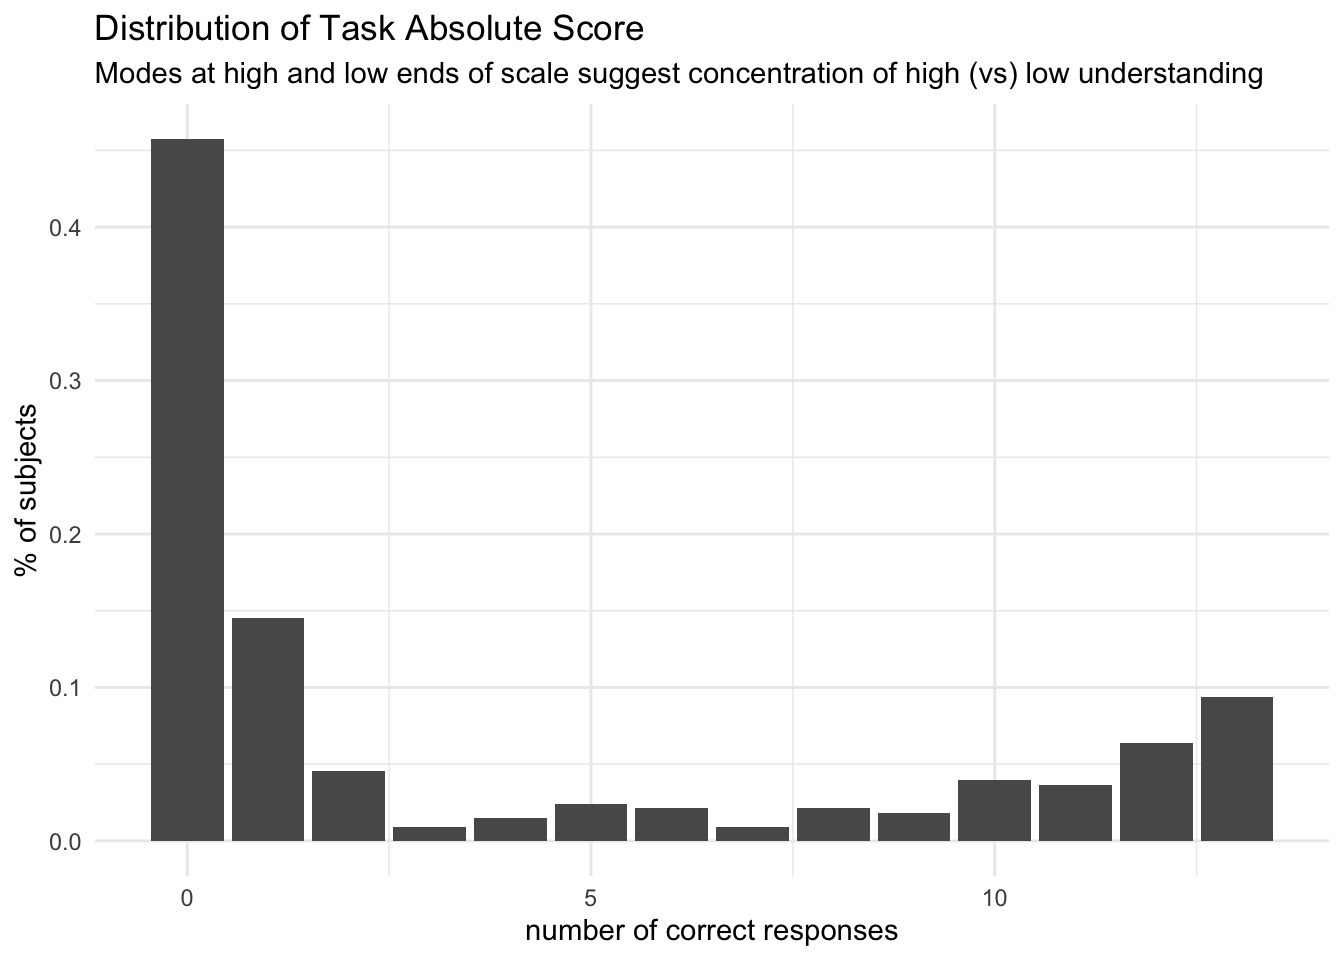 Distribution of Task Absolute Score
Modes at high and low ends of scale suggest concentration of high (vs) low understanding
% of subjects
0.4
0.3
0.2
0.1
0.0
0 5 10
number of correct responses